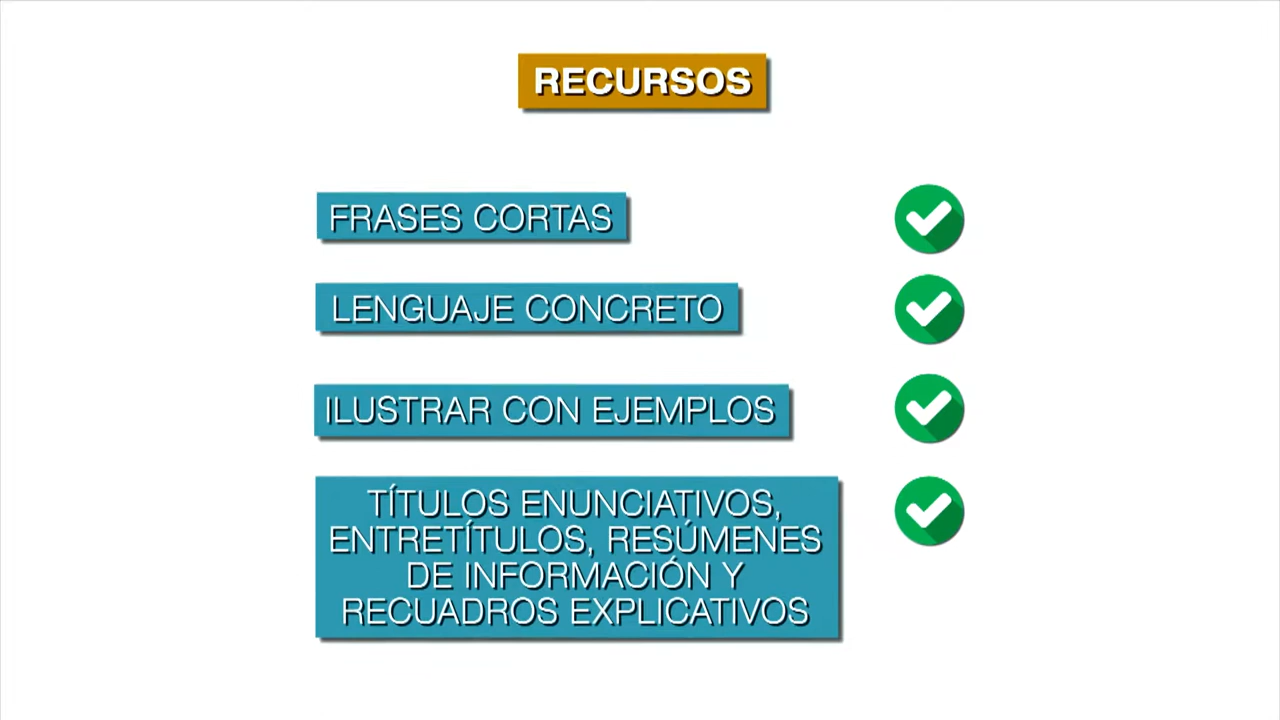 RECURSOS
FRASES CORTAS
LENGUAJE CONCRETO
ILUSTRAR CON EJEMPLOS
TÍTULOS ENUNCIATIVOS,
ENTRETÍTULOS, RESÚMENES
DE INFORMACIÓN Y
RECUADROS EXPLICATIVOS